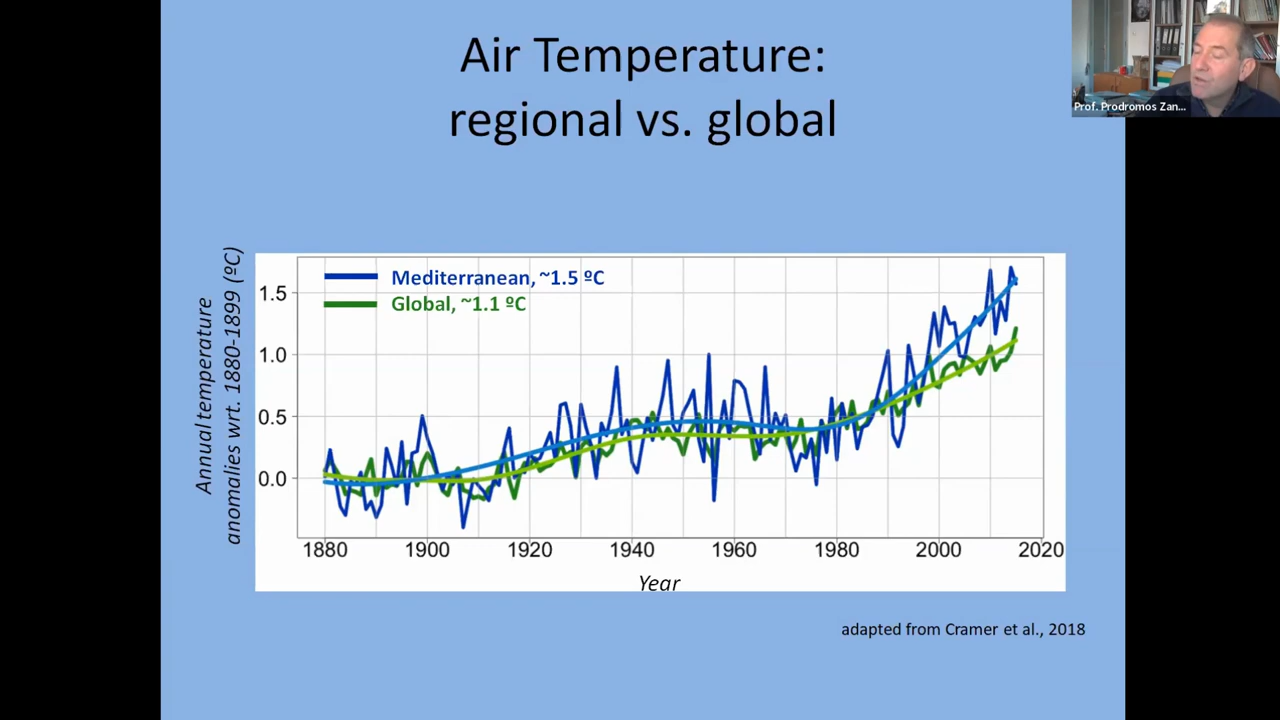 Air Temperature:
regional vs. global
Prof. Prodromos Zan...
Annual temperature
anomalies wrt. 1880-1899 (ºC)
Mediterranean, ~1.5 ºC
Global, ~1.1 ºC
1.5
1.0
0.5
0.0
1880 1900 1920 1940 1960 1980 2000 2020
Year
adapted from Cramer et al., 2018